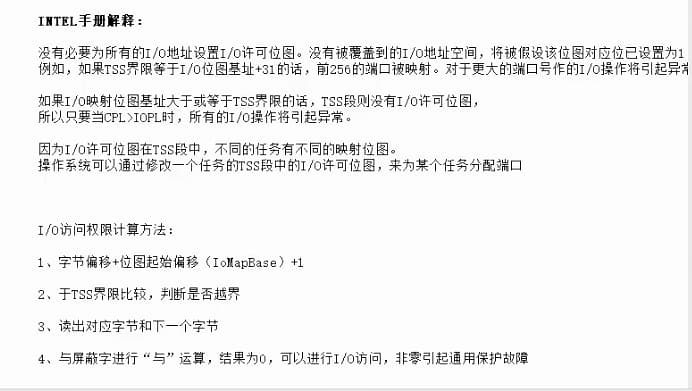 INTEL手册解释：
没有必要为所有的I/O地址设置I/O许可位图。没有被覆盖到的I/O地址空间，将被假设该位图对应位已设置为1
例如，如果TSS界限等于I/O位图基址+31的话，前256的端口被映射。对于更大的端口号作的I/O操作将引起异常
如果I/O映射位图基址大于或等于TSS界限的话，TSS段则没有I/O许可位图，
所以只要当CPL>IOPL时，所有的I/O操作将引起异常。
因为I/O许可位图在TSS段中，不同的任务有不同的映射位图。
操作系统可以通过修改一个任务的TSS段中的I/O许可位图，来为某个任务分配端口
I/O访问权限计算方法：
1、字节偏移+位图起始偏移（IoMapBase）+1
2、于TSS界限比较，判断是否越界
3、读出对应字节和下一个字节
4、与屏蔽字进行“与”运算，结果为0，可以进行I/O访问，非零引起通用保护故障